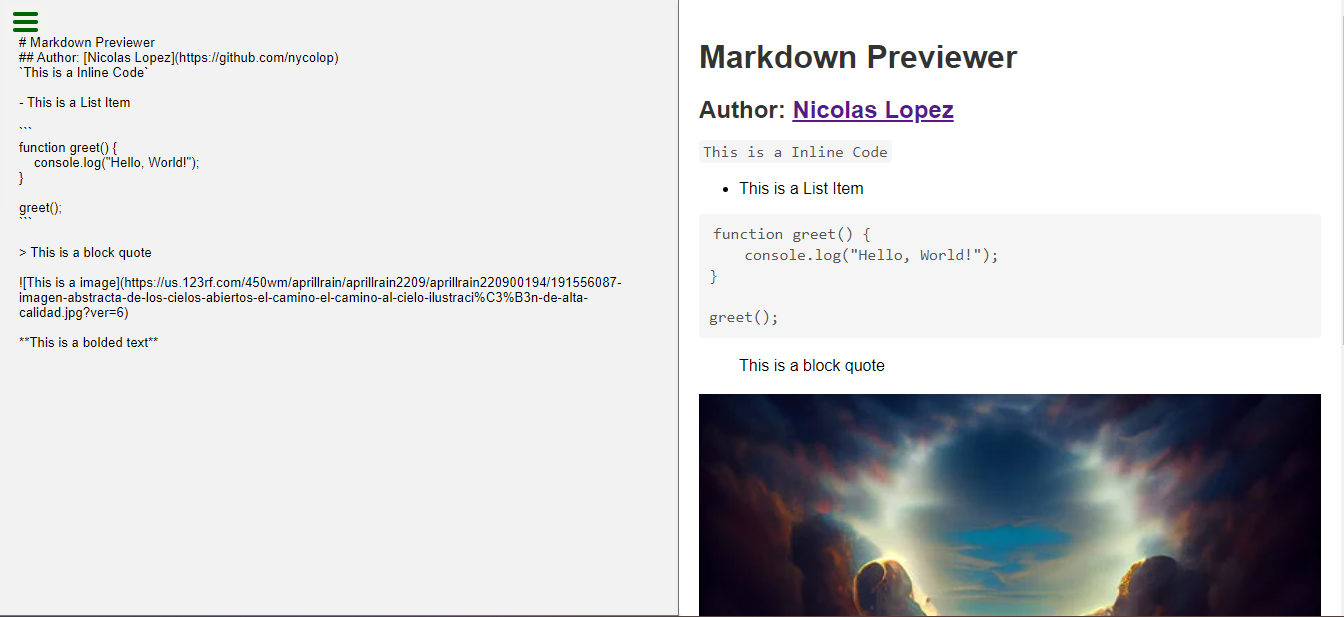 # Markdown Previewer
## Author: [Nicolas Lopez](https://github.com/nycolop)
`This is a Inline Code`
- This is a List Item
```
function greet() {
    console.log("Hello, World!");
}
greet();
```
> This is a block quote
![This is a image](https://us.123rf.com/450wm/aprillrain/aprillrain2209/aprillrain220900194/191556087-
imagen-abstracta-de-los-cielos-abiertos-el-camino-el-camino-al-cielo-ilustraci%C3%B3n-de-alta-
calidad.jpg?ver=6)
**This is a bolded text**
Markdown Previewer
Author: Nicolas Lopez
This is a Inline Code
• This is a List Item
function greet() {
    console.log("Hello, World!");
}
greet();
This is a block quote